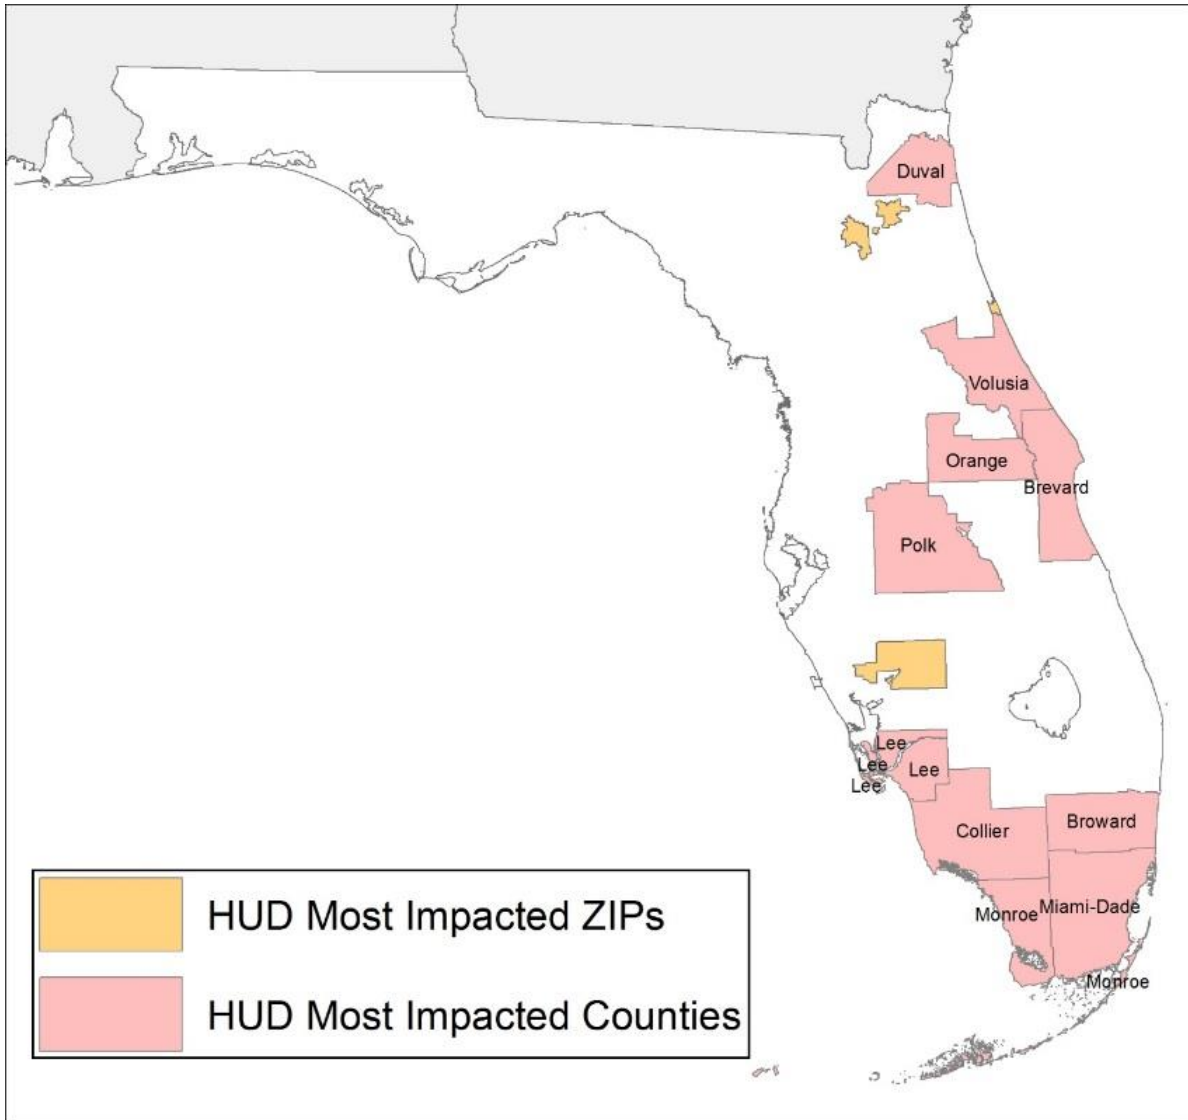 Duval
Volusia
Orange
Brevard
Polk
Lee
Lee
Lee
Lee
Collier
Broward
Monroe
Miami-Dade
Monroe
HUD Most Impacted ZIPs
HUD Most Impacted Counties